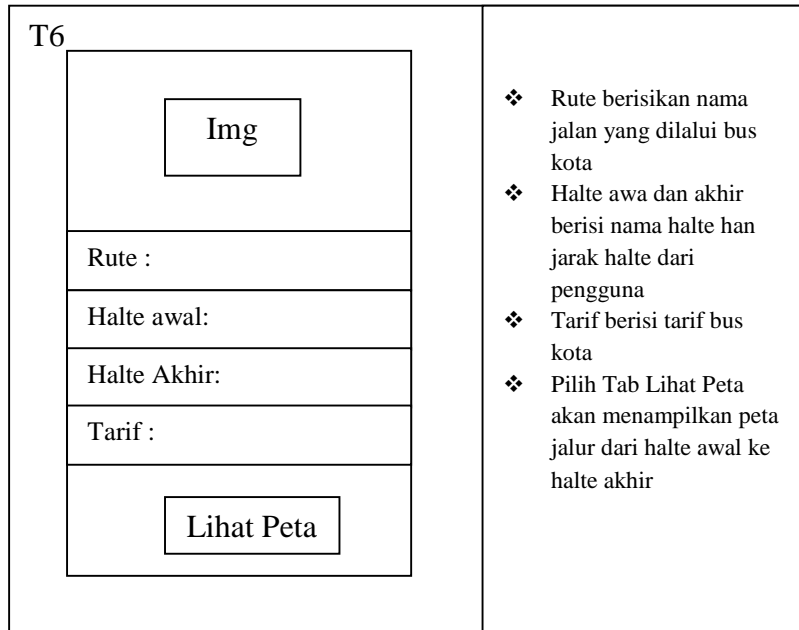 T6
Img
Rute :
Halte awal:
Halte Akhir:
Tarif :
Lihat Peta
❖ Rute berisikan nama
jalan yang dilalui bus
kota
❖ Halte awa dan akhir
berisi nama halte han
jarak halte dari
pengguna
❖ Tarif berisi tarif bus
kota
❖ Pilih Tab Lihat Peta
akan menampilkan peta
jalur dari halte awal ke
halte akhir